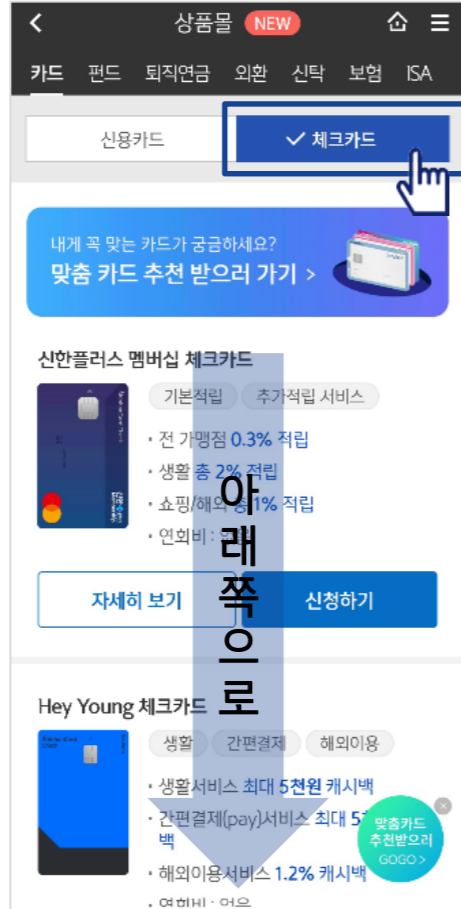 상품몰 NEW
카드 펀드 퇴직연금 외환 신탁 보험 ISA
신용카드
체크카드
내게 꼭 맞는 카드가 궁금하세요?
맞춤 카드 추천 받으러 가기 >
신한플러스 멤버십 체크카드
기본적립 추가적립 서비스
· 전 가맹점 0.3% 적립
· 생활 총 2% 적립
· 쇼핑/해외 총 1% 적립
· 연회비 :
아래쪽으로
자세히 보기
신청하기
Hey Young 체크카드
생활 간편결제 해외이용
· 생활서비스 최대 5천원 캐시백
· 간편결제(pay)서비스 최대 5
백
· 해외이용서비스 1.2% 캐시백
· 연회비 : 없음
맞춤카드
추천받으러
GOGO >